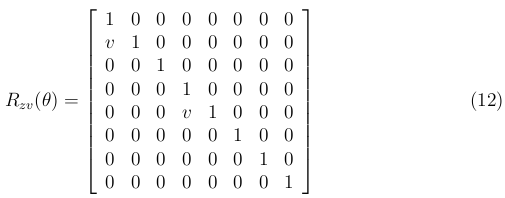 1 0 0 0 0 0 0 0
v 1 0 0 0 0 0 0
0 0 1 0 0 0 0 0
R_{zv}(θ) = 0 0 0 1 0 0 0 0 (12)
0 0 0 v 1 0 0 0
0 0 0 0 0 1 0 0
0 0 0 0 0 0 1 0
0 0 0 0 0 0 0 1